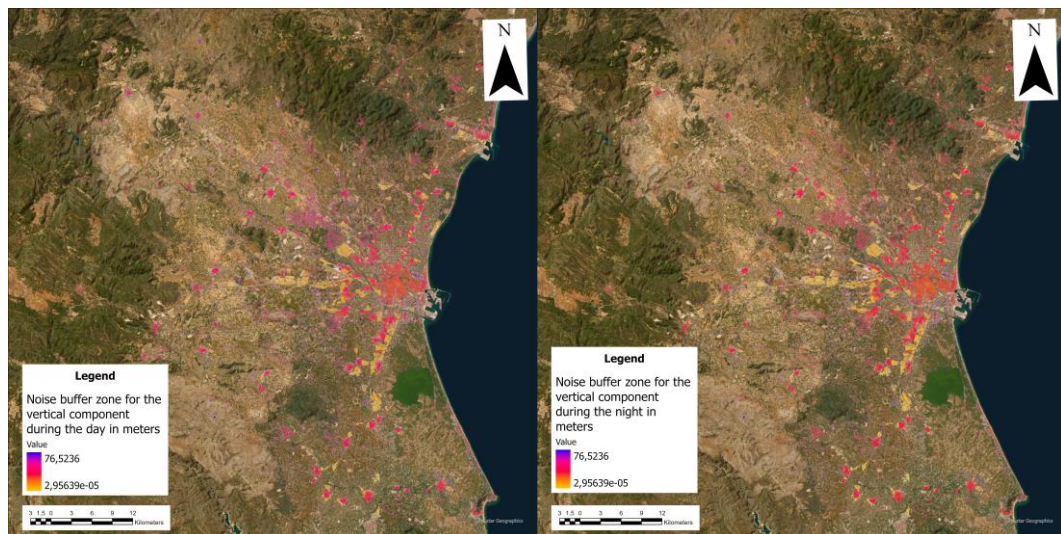 N
Legend
Noise buffer zone for the
vertical component
during the day in meters
Value
76,5236
2,95639e-05
3 1,5 0 3 6 9 12
Kilometers
Geographics
N
Legend
Noise buffer zone for the
vertical component
during the night in
meters
Value
76,5236
2,95639e-05
3 1,5 0 3 6 9 12
Kilometers
Geographics